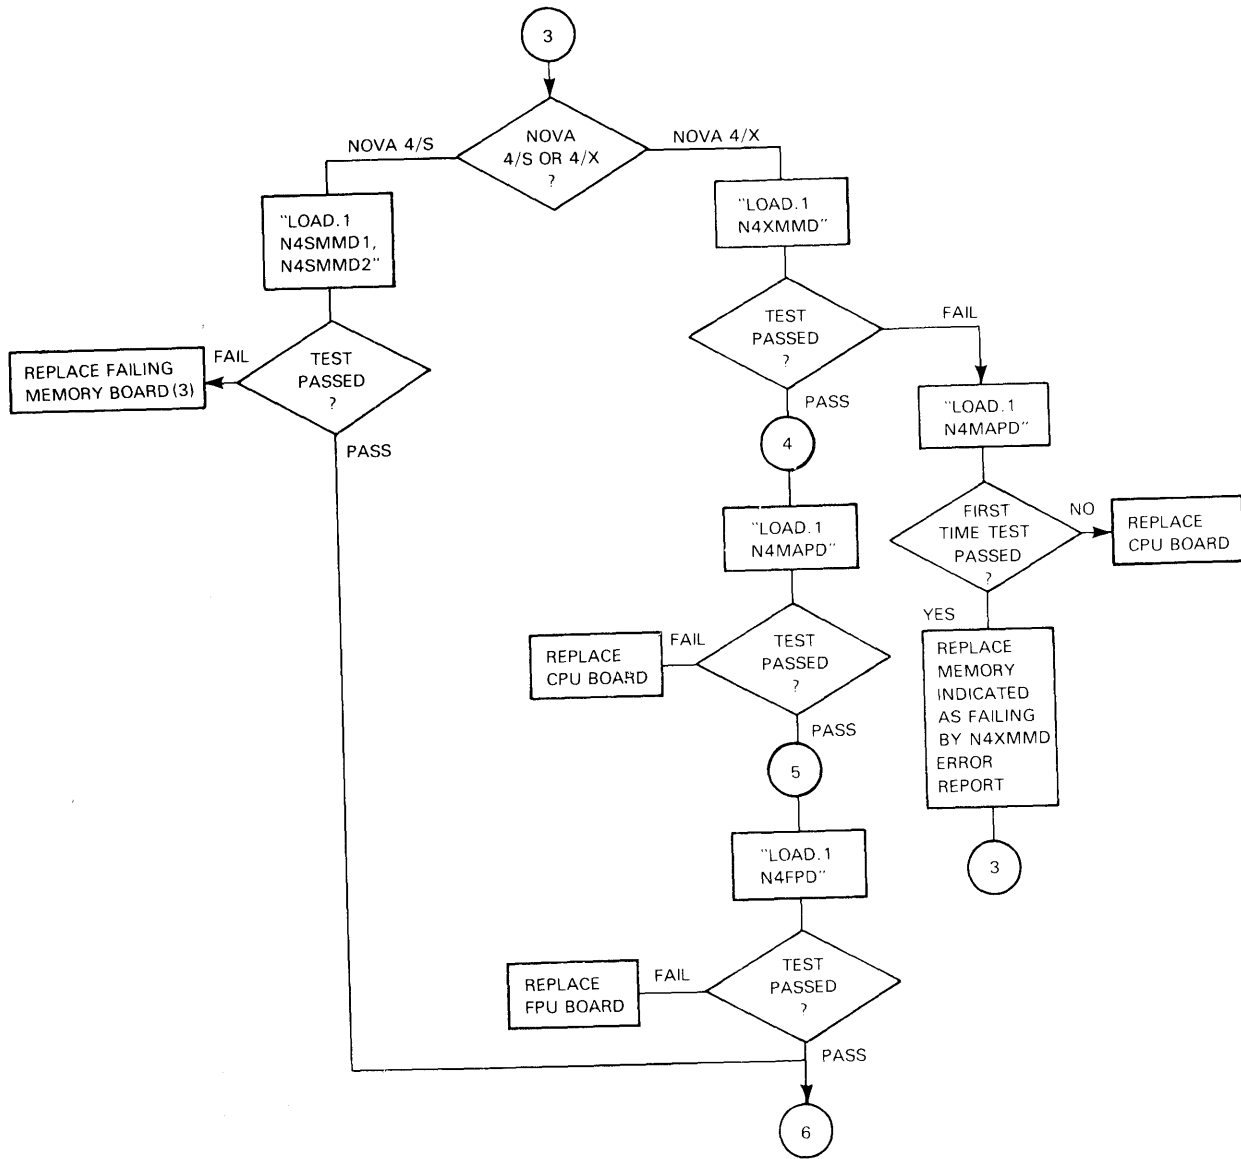 3
NOVA
4/S OR 4/X
?
NOVA 4/S
NOVA 4/X
"LOAD.1
N4SMMD1,
N4SMMD2"
"LOAD.1
N4XMMD"
TEST
PASSED
?
FAIL
REPLACE FAILING
MEMORY BOARD(3)
PASS
TEST
PASSED
?
FAIL
PASS
4
"LOAD.1
N4MAPD"
FIRST
TIME TEST
PASSED
?
NO
REPLACE
CPU BOARD
YES
REPLACE
MEMORY
INDICATED
AS FAILING
BY N4XMMD
ERROR
REPORT
3
"LOAD.1
N4MAPD"
TEST
PASSED
?
FAIL
REPLACE
CPU BOARD
PASS
5
"LOAD.1
N4FPD"
TEST
PASSED
?
FAIL
REPLACE
FPU BOARD
PASS
6